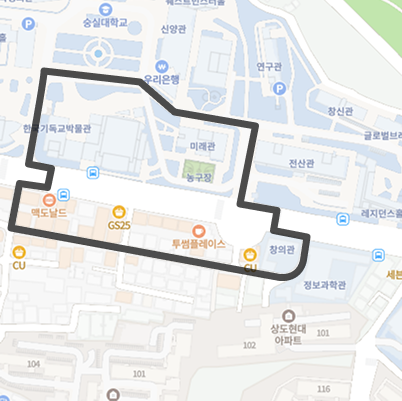 웨스트민스터홀
숭실대학교
신양관
우리은행
연구관
창신관
한국기독교박물관
미래관
글로벌브레
전산관
농구장
맥도날드
GS25
레지던스홀
투썸플레이스
창의관
CU
CU
세븐
정보과학관
상도현대
아파트
101
101
102
104
103
116